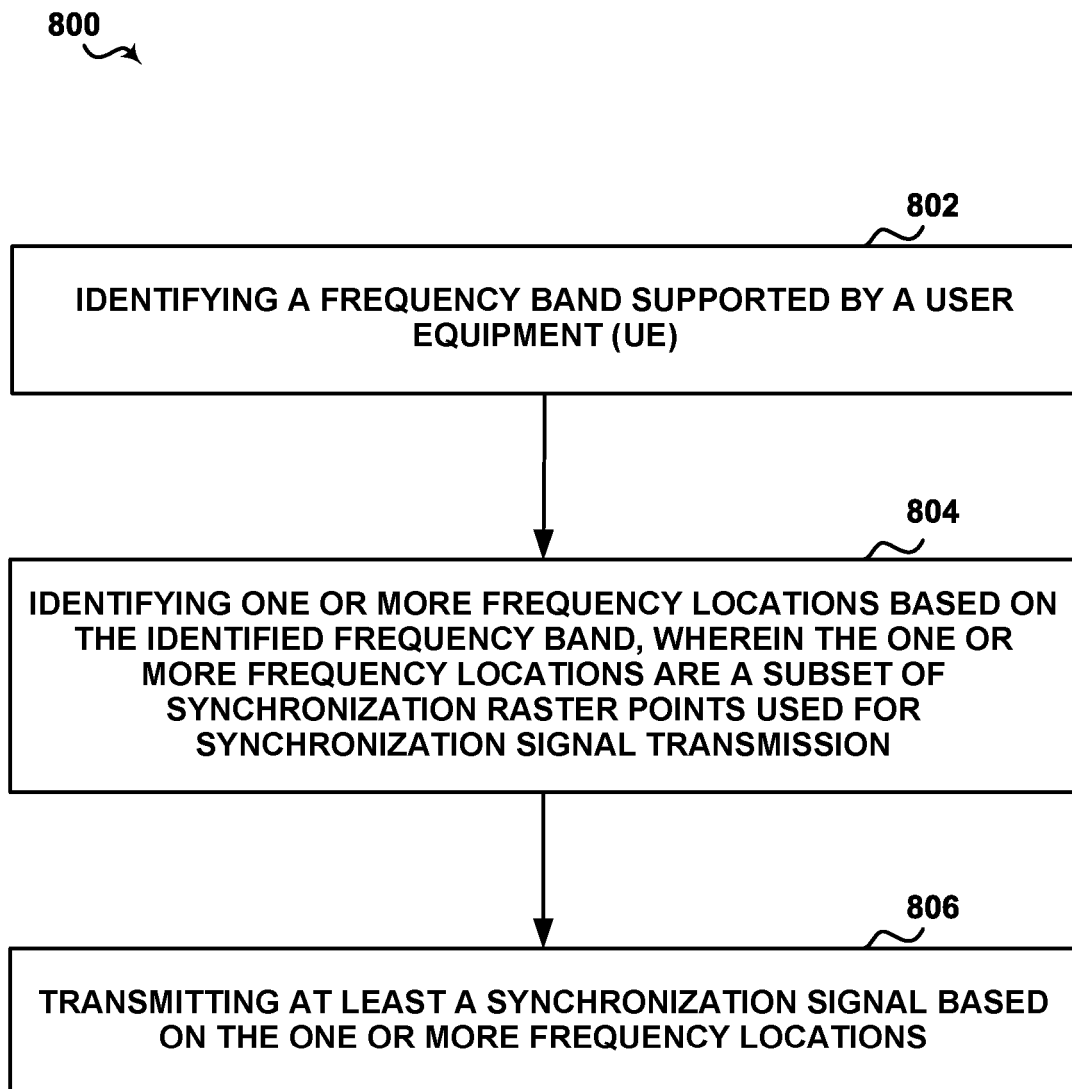 800
802
IDENTIFYING A FREQUENCY BAND SUPPORTED BY A USER
EQUIPMENT (UE)
804
IDENTIFYING ONE OR MORE FREQUENCY LOCATIONS BASED ON
THE IDENTIFIED FREQUENCY BAND, WHEREIN THE ONE OR
MORE FREQUENCY LOCATIONS ARE A SUBSET OF
SYNCHRONIZATION RASTER POINTS USED FOR
SYNCHRONIZATION SIGNAL TRANSMISSION
806
TRANSMITTING AT LEAST A SYNCHRONIZATION SIGNAL BASED
ON THE ONE OR MORE FREQUENCY LOCATIONS